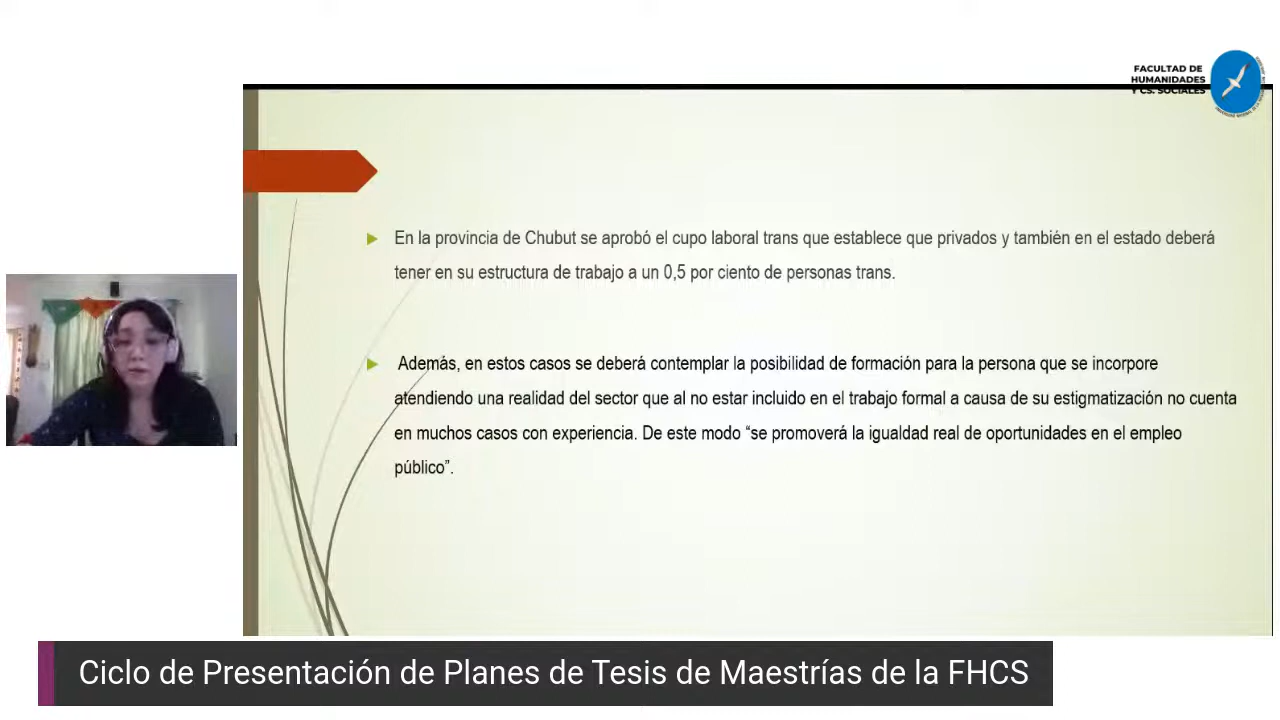 FACULTAD DE
HUMANIDADES
Y CS. SOCIALES
En la provincia de Chubut se aprobó el cupo laboral trans que establece que privados y también en el estado deberá
tener en su estructura de trabajo a un 0,5 por ciento de personas trans.
Además, en estos casos se deberá contemplar la posibilidad de formación para la persona que se incorpore
atendiendo una realidad del sector que al no estar incluido en el trabajo formal a causa de su estigmatización no cuenta
en muchos casos con experiencia. De este modo “se promoverá la igualdad real de oportunidades en el empleo
público”.
Ciclo de Presentación de Planes de Tesis de Maestrías de la FHCS